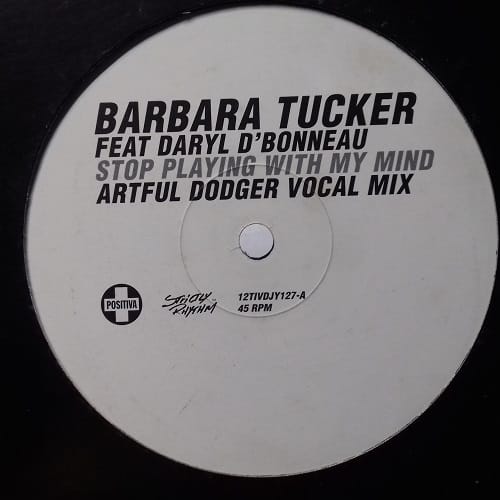 BARBARA TUCKER
FEAT DARYL D'BONNEAU
STOP PLAYING WITH MY MIND
ARTFUL DODGER VOCAL MIX
POSITIVA
STRICTLY RHYTHM
12TIVDJY127-A
45 RPM